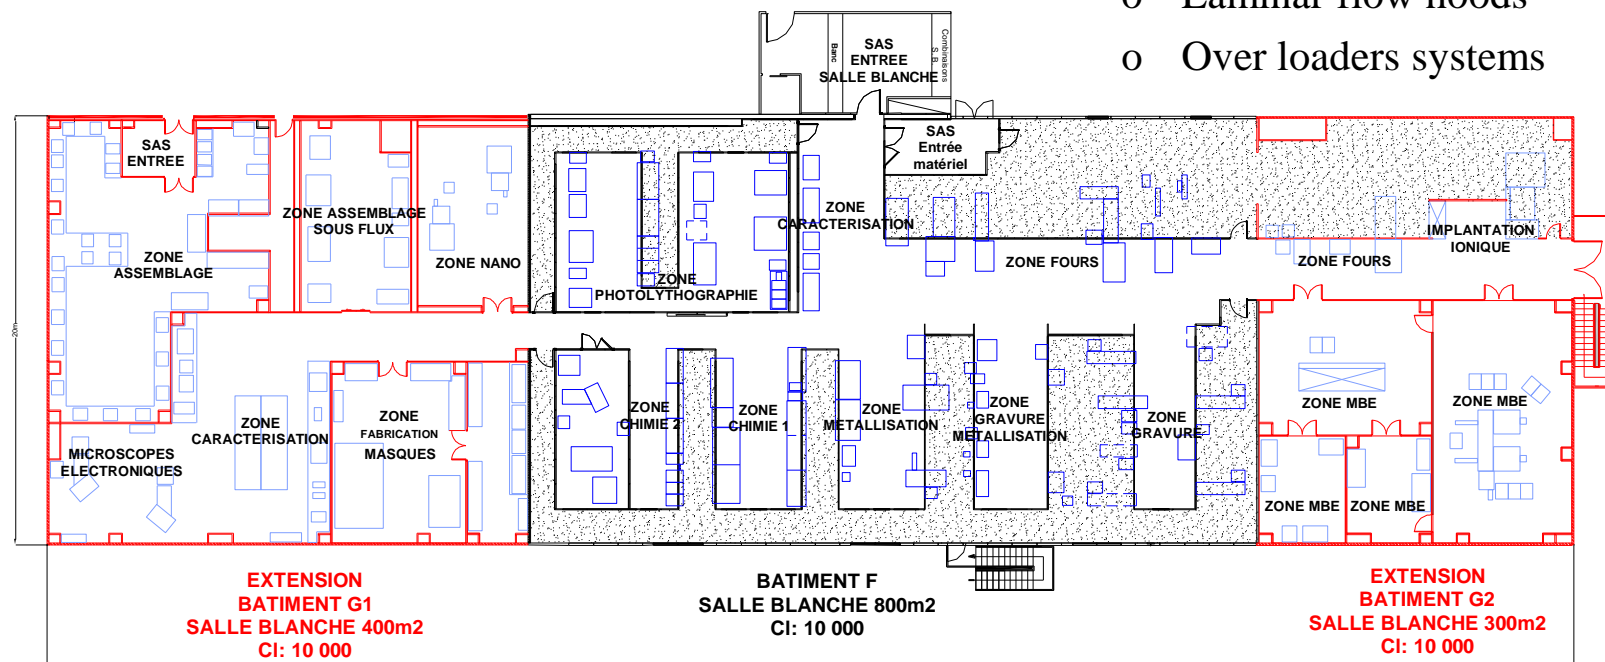 o Laminar flow hoods
o Over loaders systems
Banc
Combinaisons
S. B.
SAS
ENTREE
SALLE BLANCHE
SAS
ENTREE
SAS
Entrée
matériel
ZONE ASSEMBLAGE
SOUS FLUX
ZONE
CARACTERISATION
IMPLANTATION
IONIQUE
ZONE
ASSEMBLAGE
ZONE NANO
ZONE
PHOTOLYTHOGRAPHIE
ZONE FOURS
ZONE FOURS
20m
ZONE
CARACTERISATION
MICROSCOPES
ELECTRONIQUES
ZONE
FABRICATION
MASQUES
ZONE
CHIMIE 2
ZONE
CHIMIE 1
ZONE
METALLISATION
ZONE
GRAVURE
METALLISATION
ZONE
GRAVURE
ZONE MBE
ZONE MBE
ZONE MBE
ZONE MBE
EXTENSION
BATIMENT G1
SALLE BLANCHE 400m2
Cl: 10 000
BATIMENT F
SALLE BLANCHE 800m2
Cl: 10 000
EXTENSION
BATIMENT G2
SALLE BLANCHE 300m2
Cl: 10 000